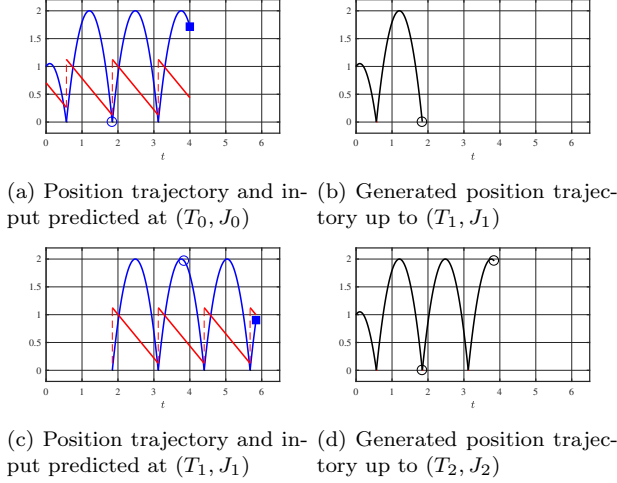 2
1.5
1
0.5
0
0 1 2 3 4 5 6
t
2
1.5
1
0.5
0
0 1 2 3 4 5 6
t
(a) Position trajectory and in-
put predicted at (T0, J0)
(b) Generated position trajec-
tory up to (T1, J1)
2
1.5
1
0.5
0
0 1 2 3 4 5 6
t
2
1.5
1
0.5
0
0 1 2 3 4 5 6
t
(c) Position trajectory and in-
put predicted at (T1, J1)
(d) Generated position trajec-
tory up to (T2, J2)